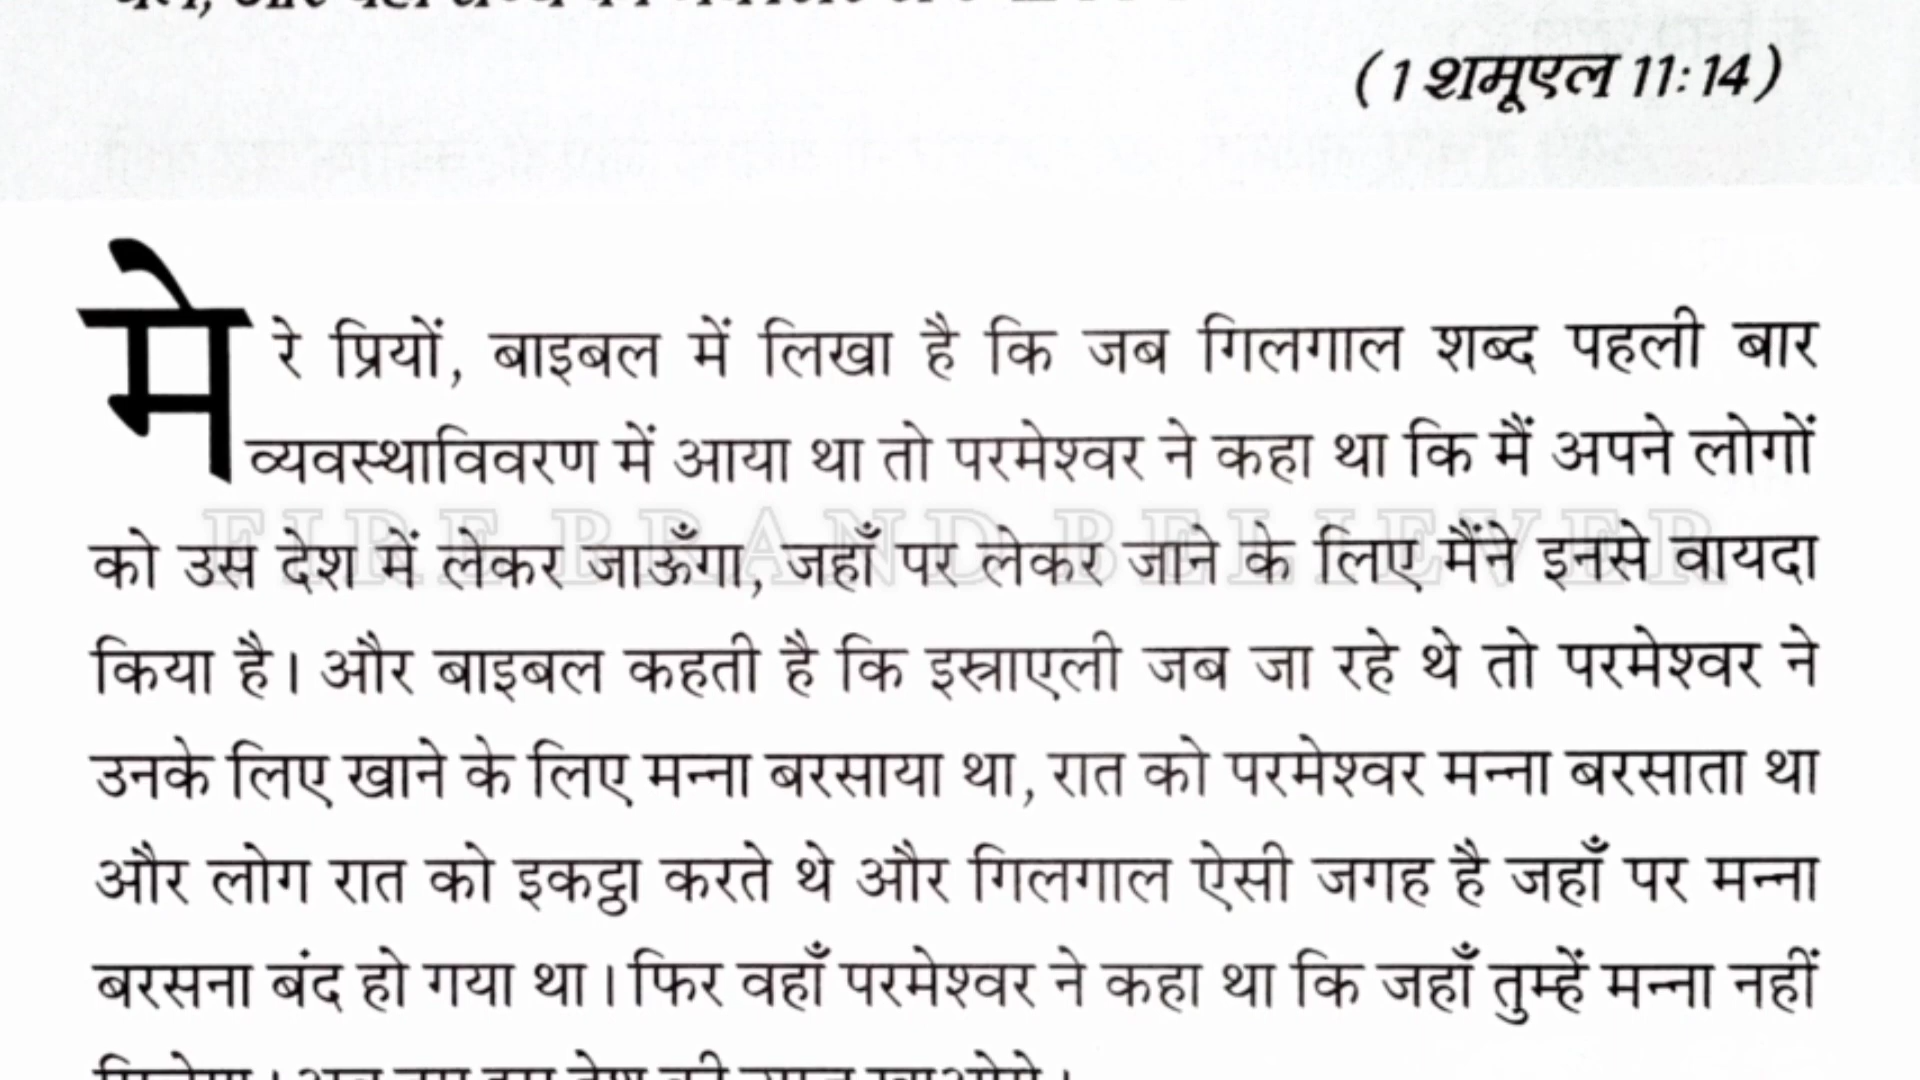 (1 शमूएल 11:14)
मेरे प्रियों, बाइबल में लिखा है कि जब गिलगाल शब्द पहली बार
व्यवस्थाविवरण में आया था तो परमेश्वर ने कहा था कि मैं अपने लोगों
FIRE BRAND BELIEVER
को उस देश में लेकर जाऊँगा, जहाँ पर लेकर जाने के लिए मैंने इनसे वायदा
किया है। और बाइबल कहती है कि इस्राएली जब जा रहे थे तो परमेश्वर ने
उनके लिए खाने के लिए मन्ना बरसाया था, रात को परमेश्वर मन्ना बरसाता था
और लोग रात को इकट्ठा करते थे और गिलगाल ऐसी जगह है जहाँ पर मन्ना
बरसना बंद हो गया था। फिर वहाँ परमेश्वर ने कहा था कि जहाँ तुम्हें मन्ना नहीं